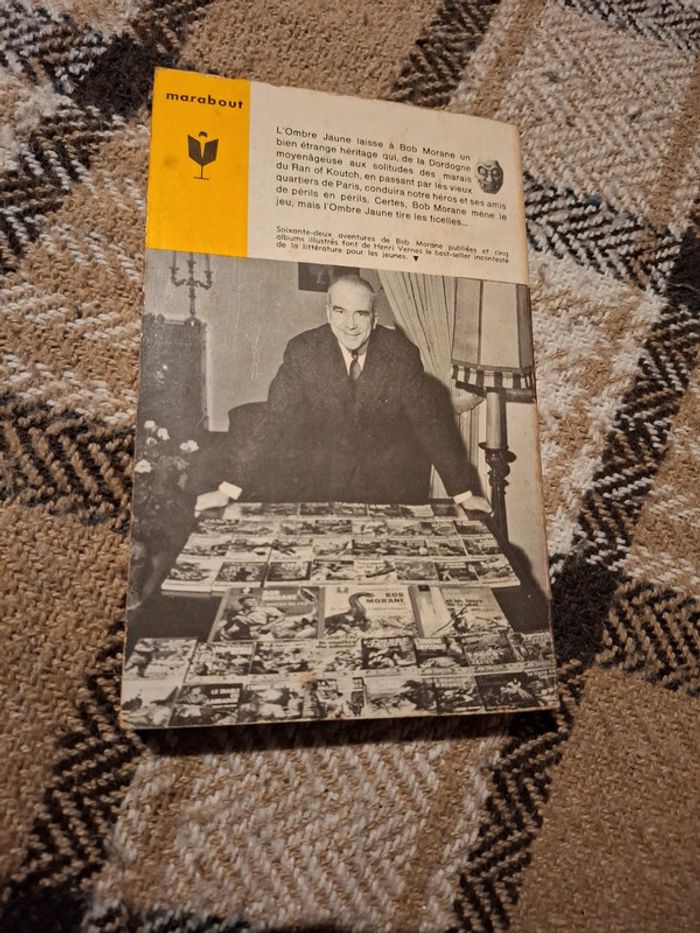 marabout
L'Ombre Jaune laisse à Bob Morane un
bien étrange héritage qui, de la Dordogne
moyenâgeuse aux solitudes des marais
du Ran of Koutch, en passant par les vieux
quartiers de Paris, conduira notre héros et ses amis
de périls en périls. Certes, Bob Morane mène le
jeu, mais l'Ombre Jaune tire les ficelles...
Soixante-deux aventures de Bob Morane publiées et cinq
albums illustrés font de Henri Vernes le best-seller incontesté
de la littérature pour les jeunes. ▼
BOB
MORANE